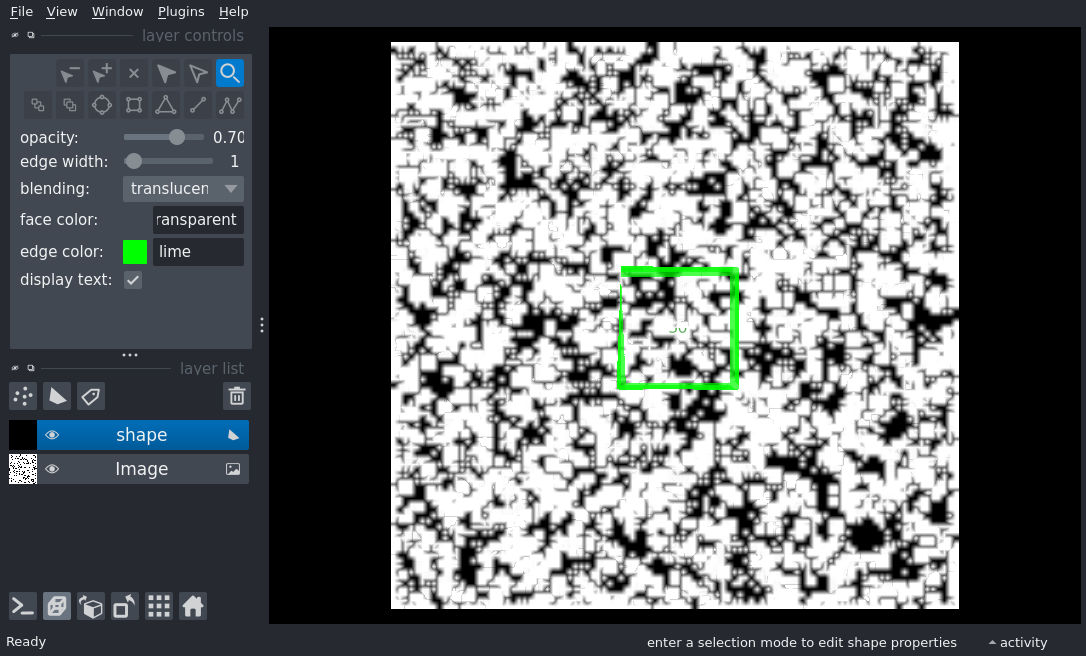 File View Window Plugins Help
layer controls
opacity: 0.70
edge width: 1
blending: translucen
face color: ransparent
edge color: lime
display text:
layer list
shape
Image
Ready
enter a selection mode to edit shape properties
activity